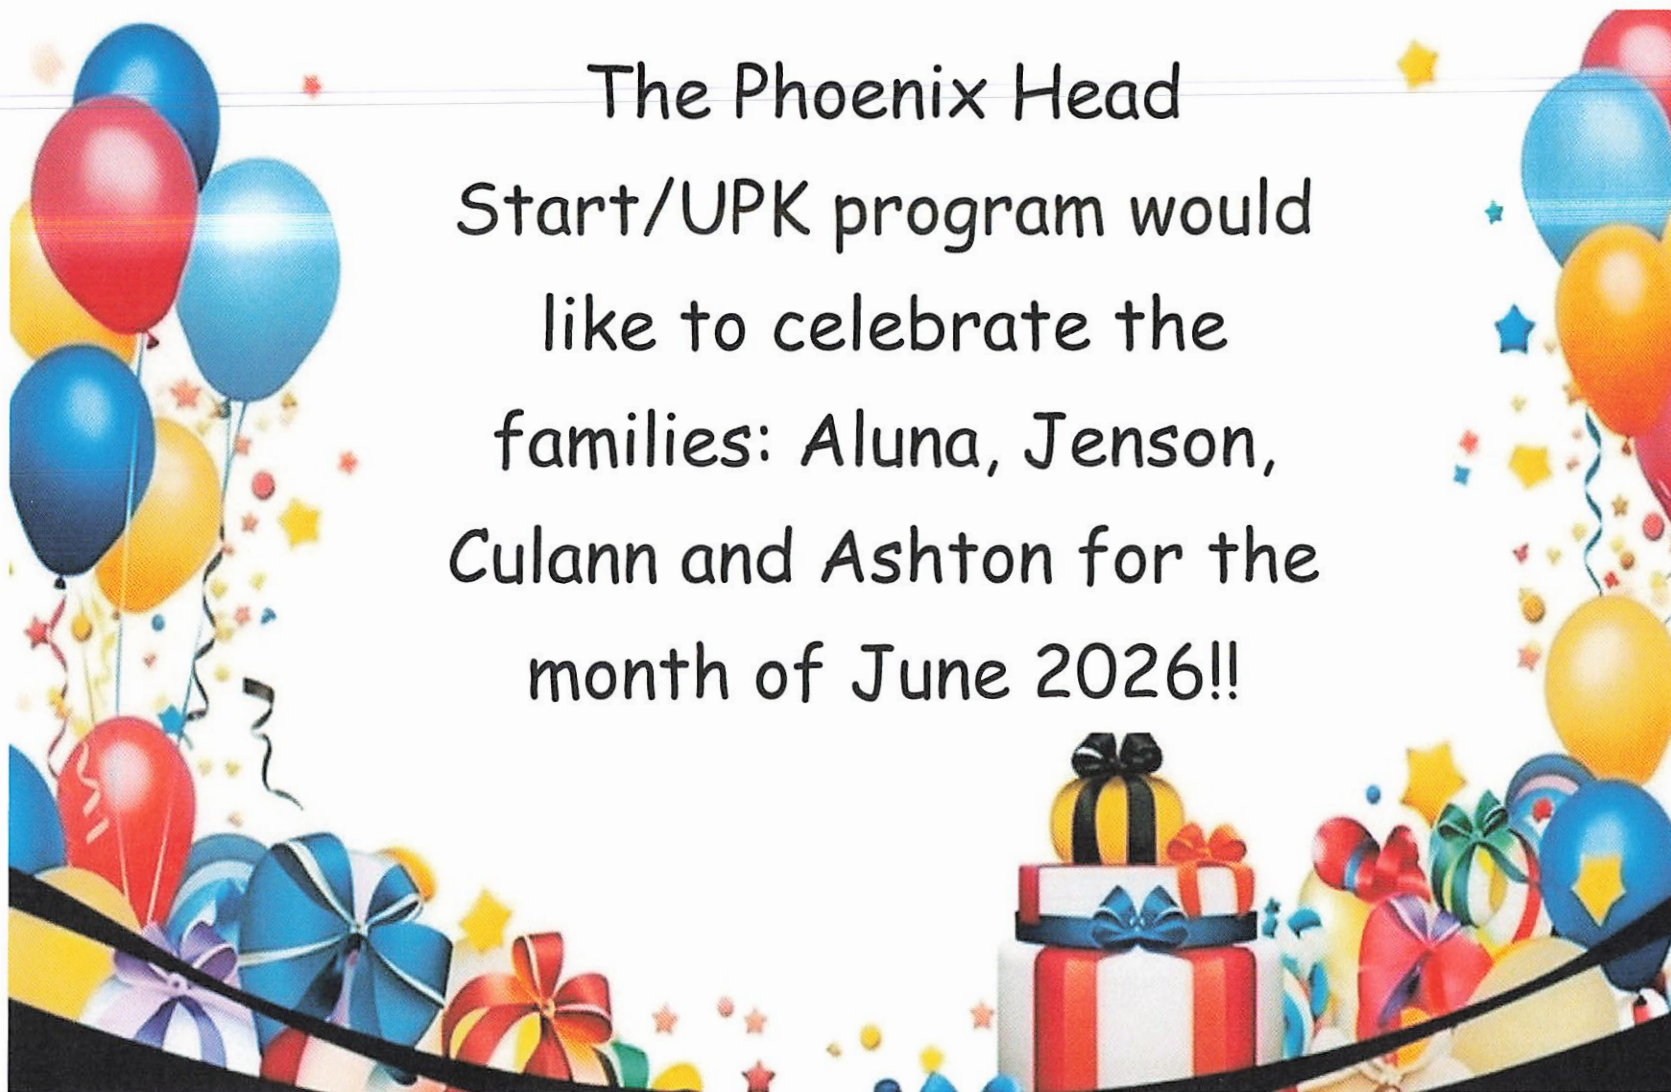 The Phoenix Head
Start/UPK program would
like to celebrate the
families: Aluna, Jenson,
Culann and Ashton for the
month of June 2026!!